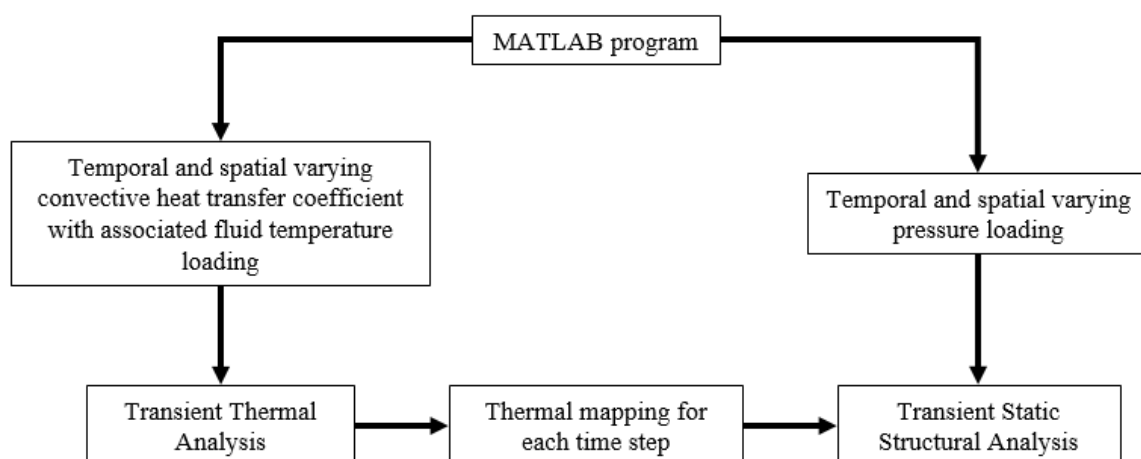 MATLAB program
Temporal and spatial varying
convective heat transfer coefficient
with associated fluid temperature
loading
Temporal and spatial varying
pressure loading
Transient Thermal
Analysis
Thermal mapping for
each time step
Transient Static
Structural Analysis